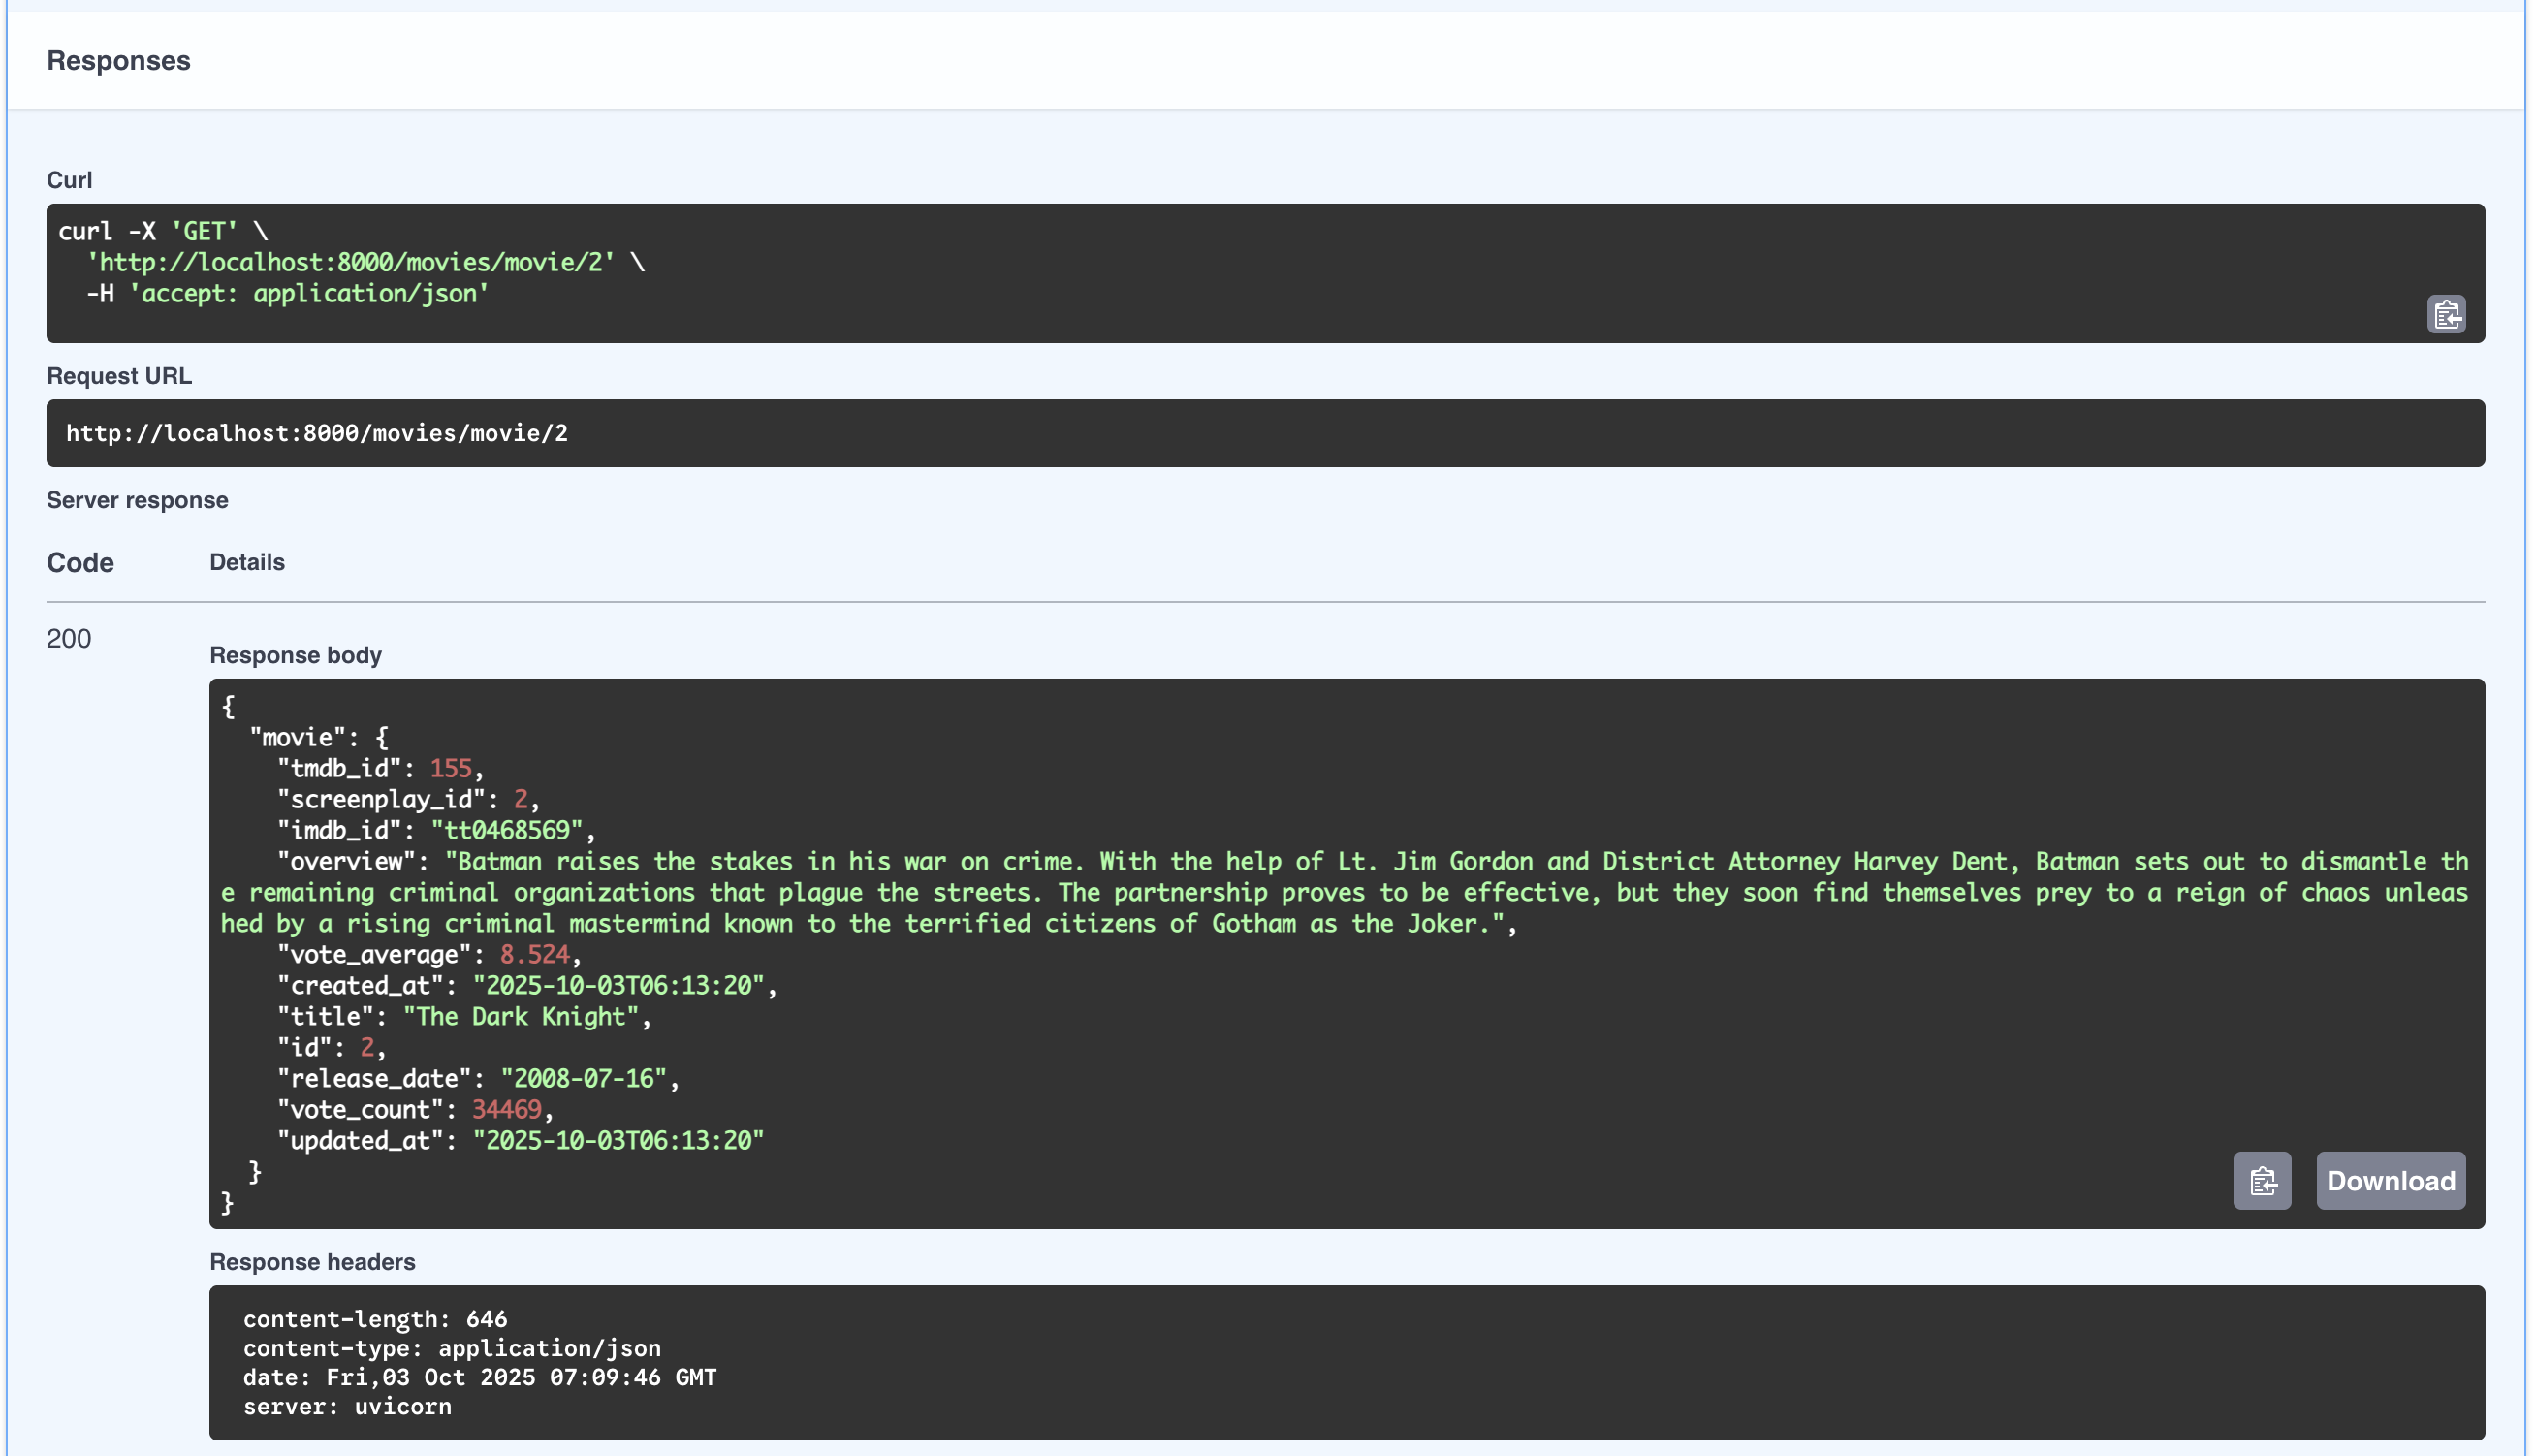 Responses
Curl
curl -X 'GET' \
  'http://localhost:8000/movies/movie/2' \
  -H 'accept: application/json'
Request URL
http://localhost:8000/movies/movie/2
Server response
Code Details
200
Response body
{
  "movie": {
    "tmdb_id": 155,
    "screenplay_id": 2,
    "imdb_id": "tt0468569",
    "overview": "Batman raises the stakes in his war on crime. With the help of Lt. Jim Gordon and District Attorney Harvey Dent, Batman sets out to dismantle th
e remaining criminal organizations that plague the streets. The partnership proves to be effective, but they soon find themselves prey to a reign of chaos unleas
hed by a rising criminal mastermind known to the terrified citizens of Gotham as the Joker.",
    "vote_average": 8.524,
    "created_at": "2025-10-03T06:13:20",
    "title": "The Dark Knight",
    "id": 2,
    "release_date": "2008-07-16",
    "vote_count": 34469,
    "updated_at": "2025-10-03T06:13:20"
  }
}
Download
Response headers
content-length: 646
content-type: application/json
date: Fri,03 Oct 2025 07:09:46 GMT
server: uvicorn